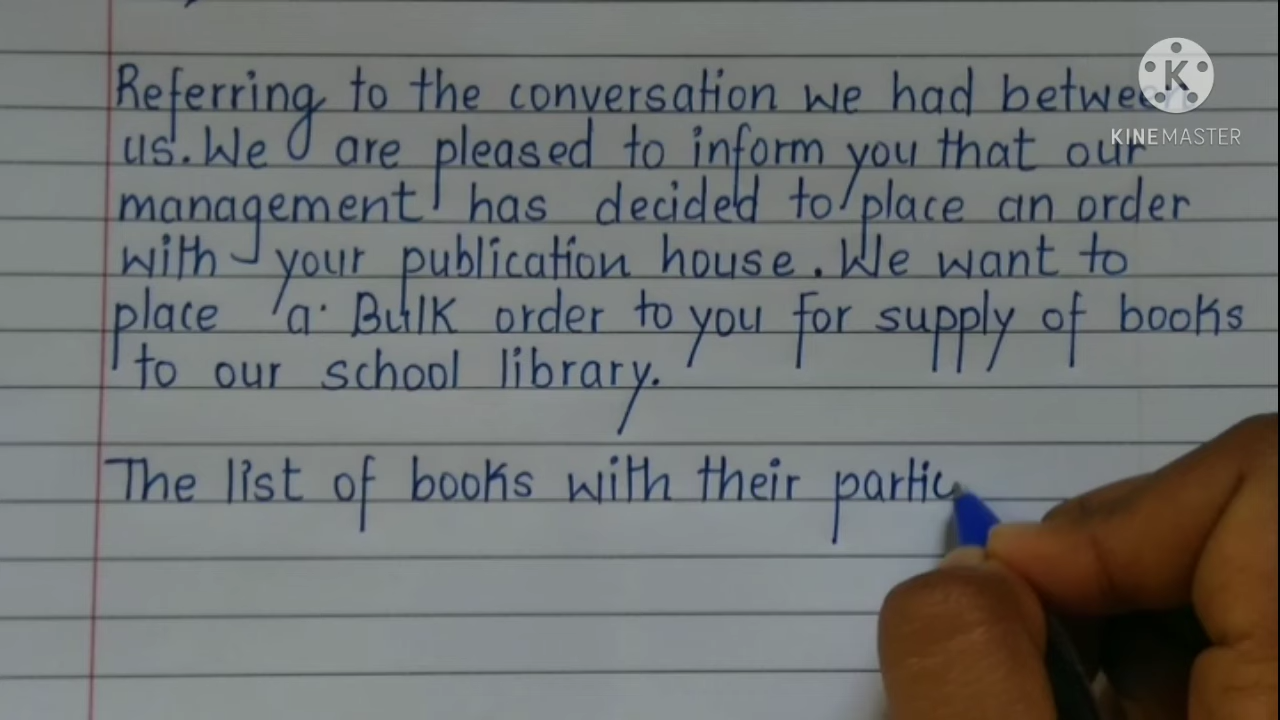 Referring to the conversation we had between
us. We are pleased to inform you that our
management has decided to place an order
with your publication house. We want to
place a Bulk order to you for supply of books
to our school library.
The list of books with their particu
K
KINEMASTER